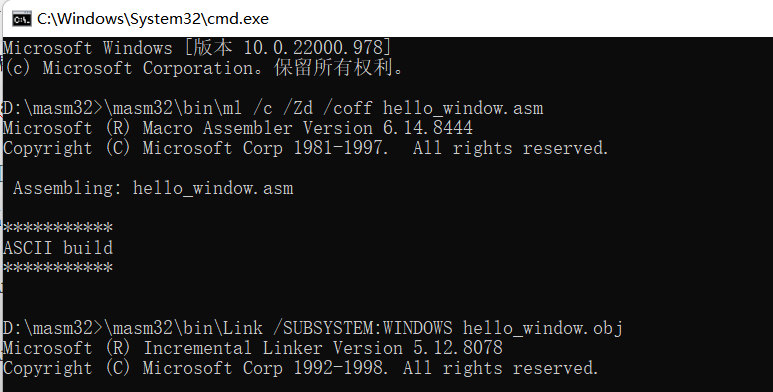 C:\Windows\System32\cmd.exe
Microsoft Windows [版本 10.0.22000.978]
(c) Microsoft Corporation。保留所有权利。
D:\masm32>\masm32\bin\ml /c /Zd /coff hello_window.asm
Microsoft (R) Macro Assembler Version 6.14.8444
Copyright (C) Microsoft Corp 1981-1997.  All rights reserved.
 Assembling: hello_window.asm
***********
ASCII build
***********
D:\masm32>\masm32\bin\Link /SUBSYSTEM:WINDOWS hello_window.obj
Microsoft (R) Incremental Linker Version 5.12.8078
Copyright (C) Microsoft Corp 1992-1998. All rights reserved.